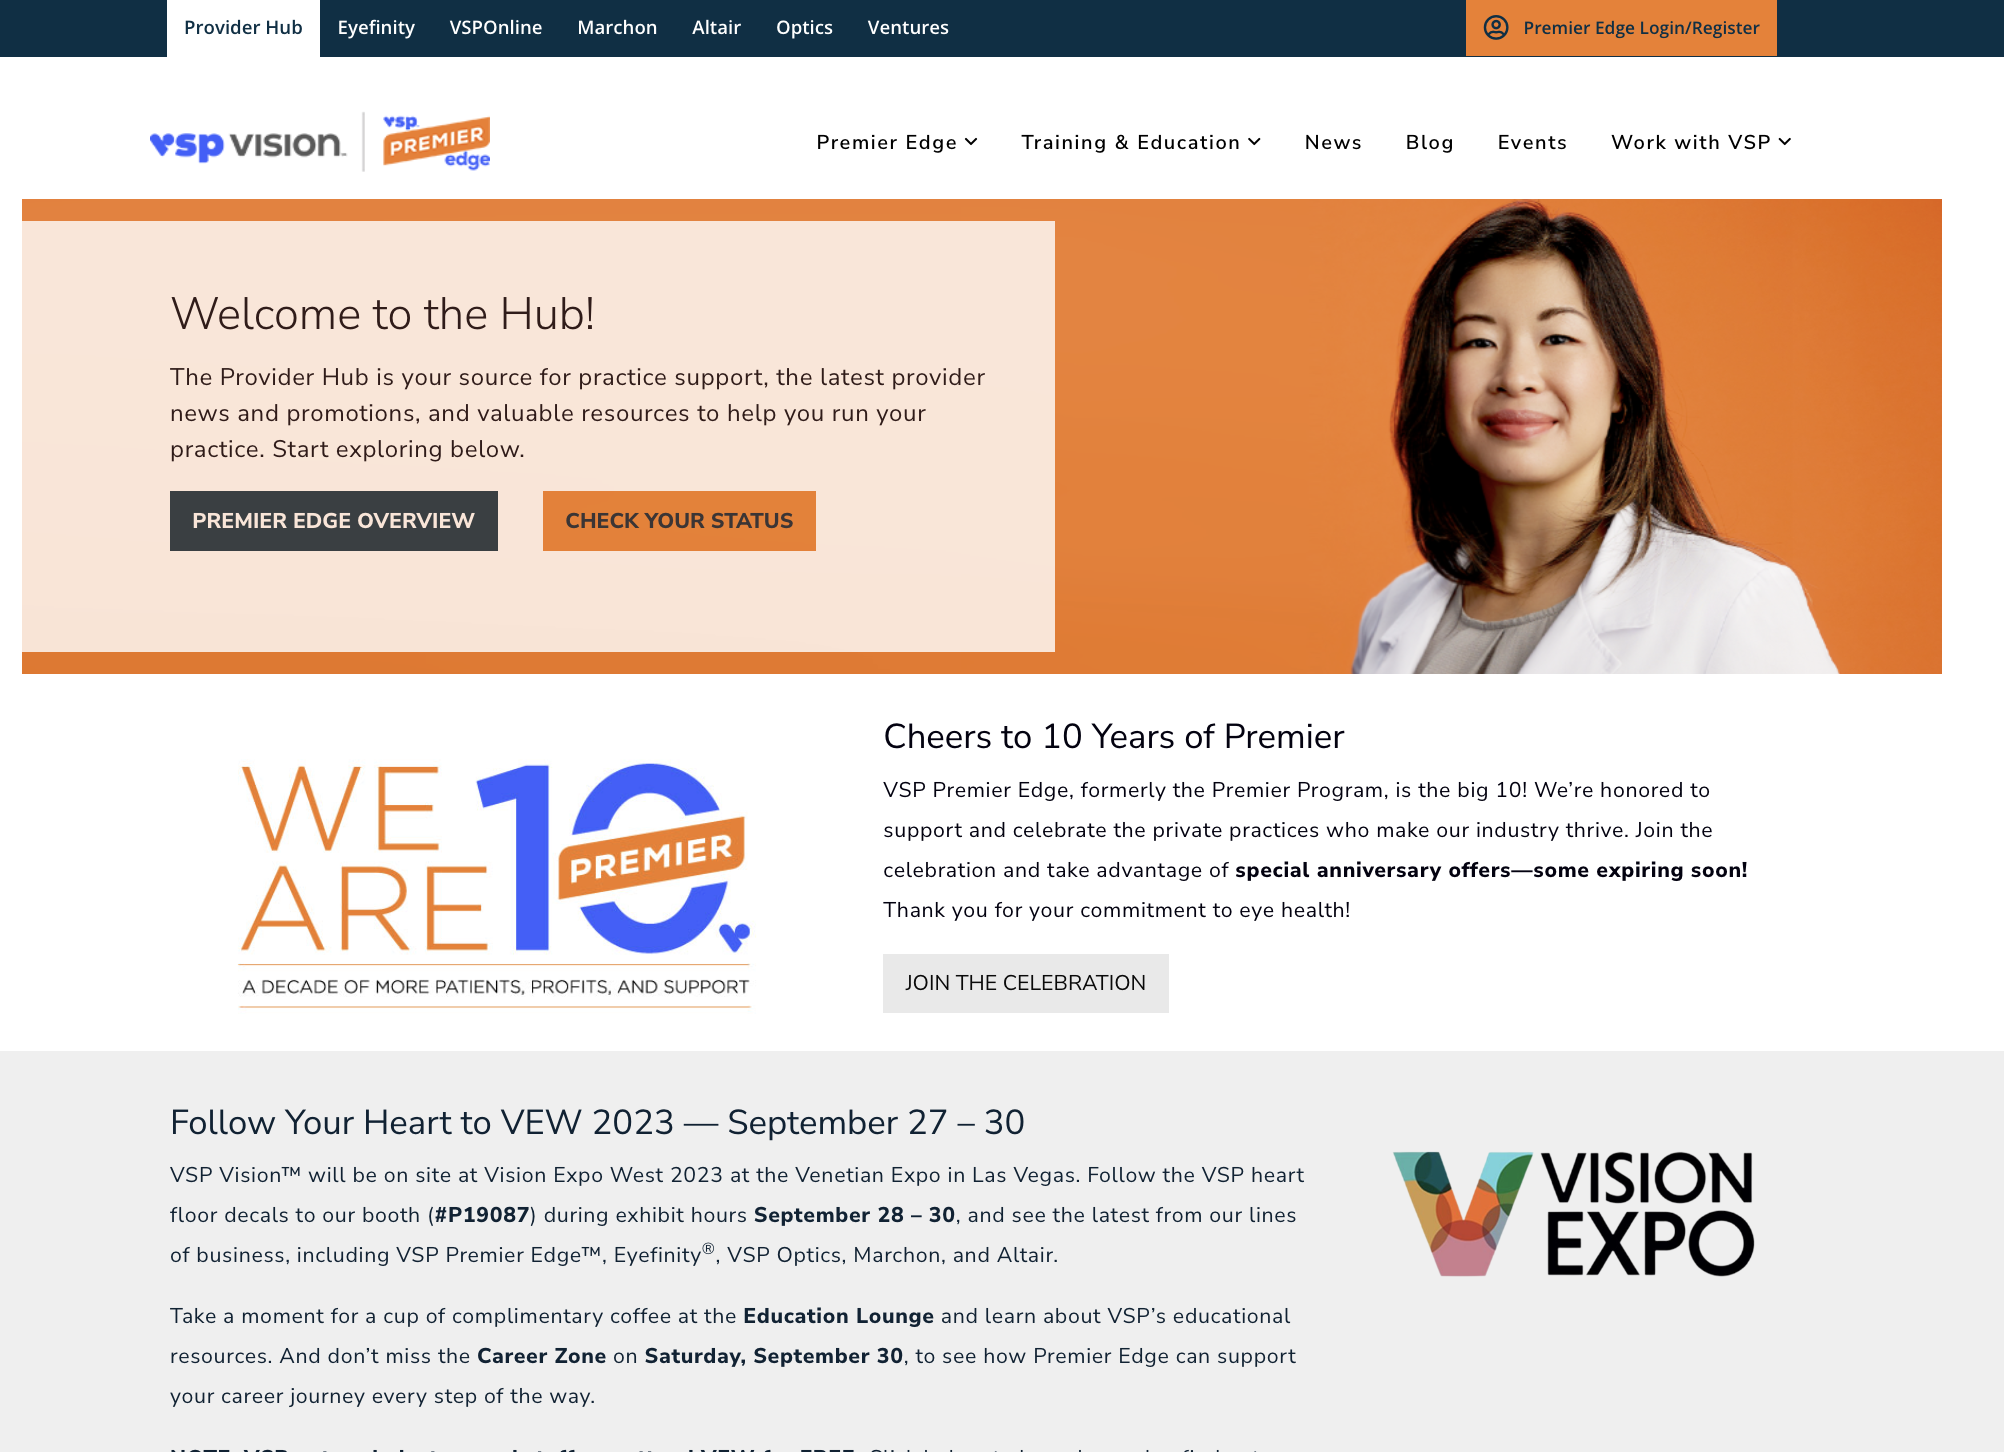 Provider Hub Eyefinity VSPOnline Marchon Altair Optics Ventures Premier Edge Login/Register
vsp vision™ vsp PREMIER edge
Premier Edge Training & Education News Blog Events Work with VSP
Welcome to the Hub!
The Provider Hub is your source for practice support, the latest provider
news and promotions, and valuable resources to help you run your
practice. Start exploring below.
PREMIER EDGE OVERVIEW CHECK YOUR STATUS
WE ARE 10 PREMIER
A DECADE OF MORE PATIENTS, PROFITS, AND SUPPORT
Cheers to 10 Years of Premier
VSP Premier Edge, formerly the Premier Program, is the big 10! We’re honored to
support and celebrate the private practices who make our industry thrive. Join the
celebration and take advantage of special anniversary offers—some expiring soon!
Thank you for your commitment to eye health!
JOIN THE CELEBRATION
Follow Your Heart to VEW 2023 — September 27 – 30
VSP Vision™ will be on site at Vision Expo West 2023 at the Venetian Expo in Las Vegas. Follow the VSP heart
floor decals to our booth (#P19087) during exhibit hours September 28 – 30, and see the latest from our lines
of business, including VSP Premier Edge™, Eyefinity®, VSP Optics, Marchon, and Altair.
Take a moment for a cup of complimentary coffee at the Education Lounge and learn about VSP’s educational
resources. And don’t miss the Career Zone on Saturday, September 30, to see how Premier Edge can support
your career journey every step of the way.
VISION
EXPO